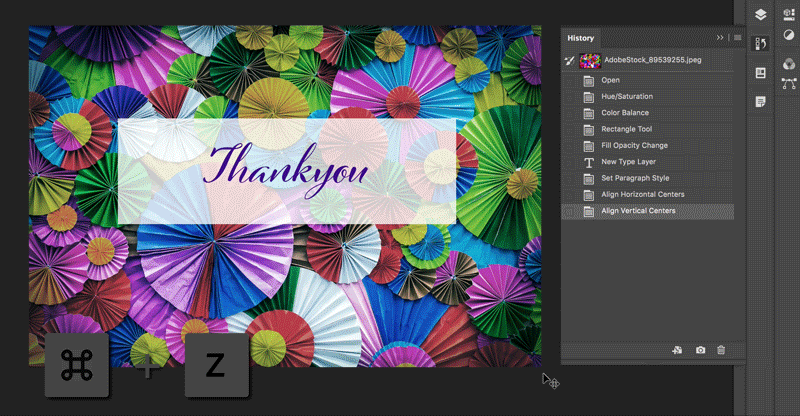 History
AdobeStock_89539255.jpeg
Open
Hue/Saturation
Color Balance
Rectangle Tool
Fill Opacity Change
New Type Layer
Set Paragraph Style
Align Horizontal Centers
Align Vertical Centers
Thankyou
⌘ + Z